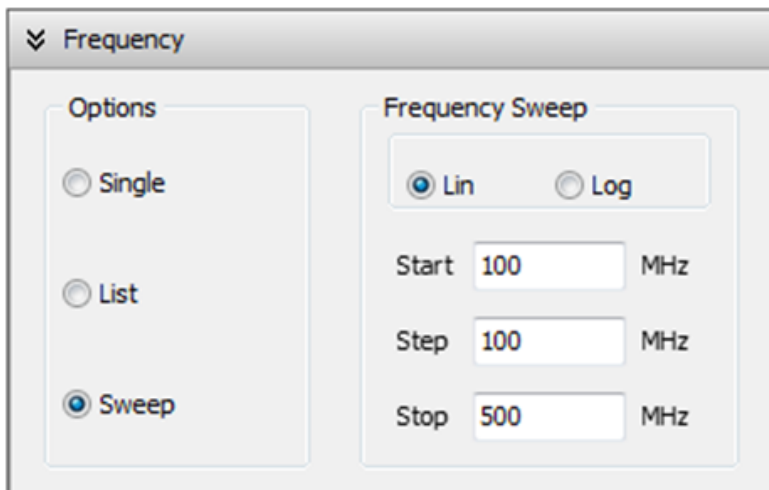 Frequency
Options
Single
List
Sweep
Frequency Sweep
Lin Log
Start 100 MHz
Step 100 MHz
Stop 500 MHz